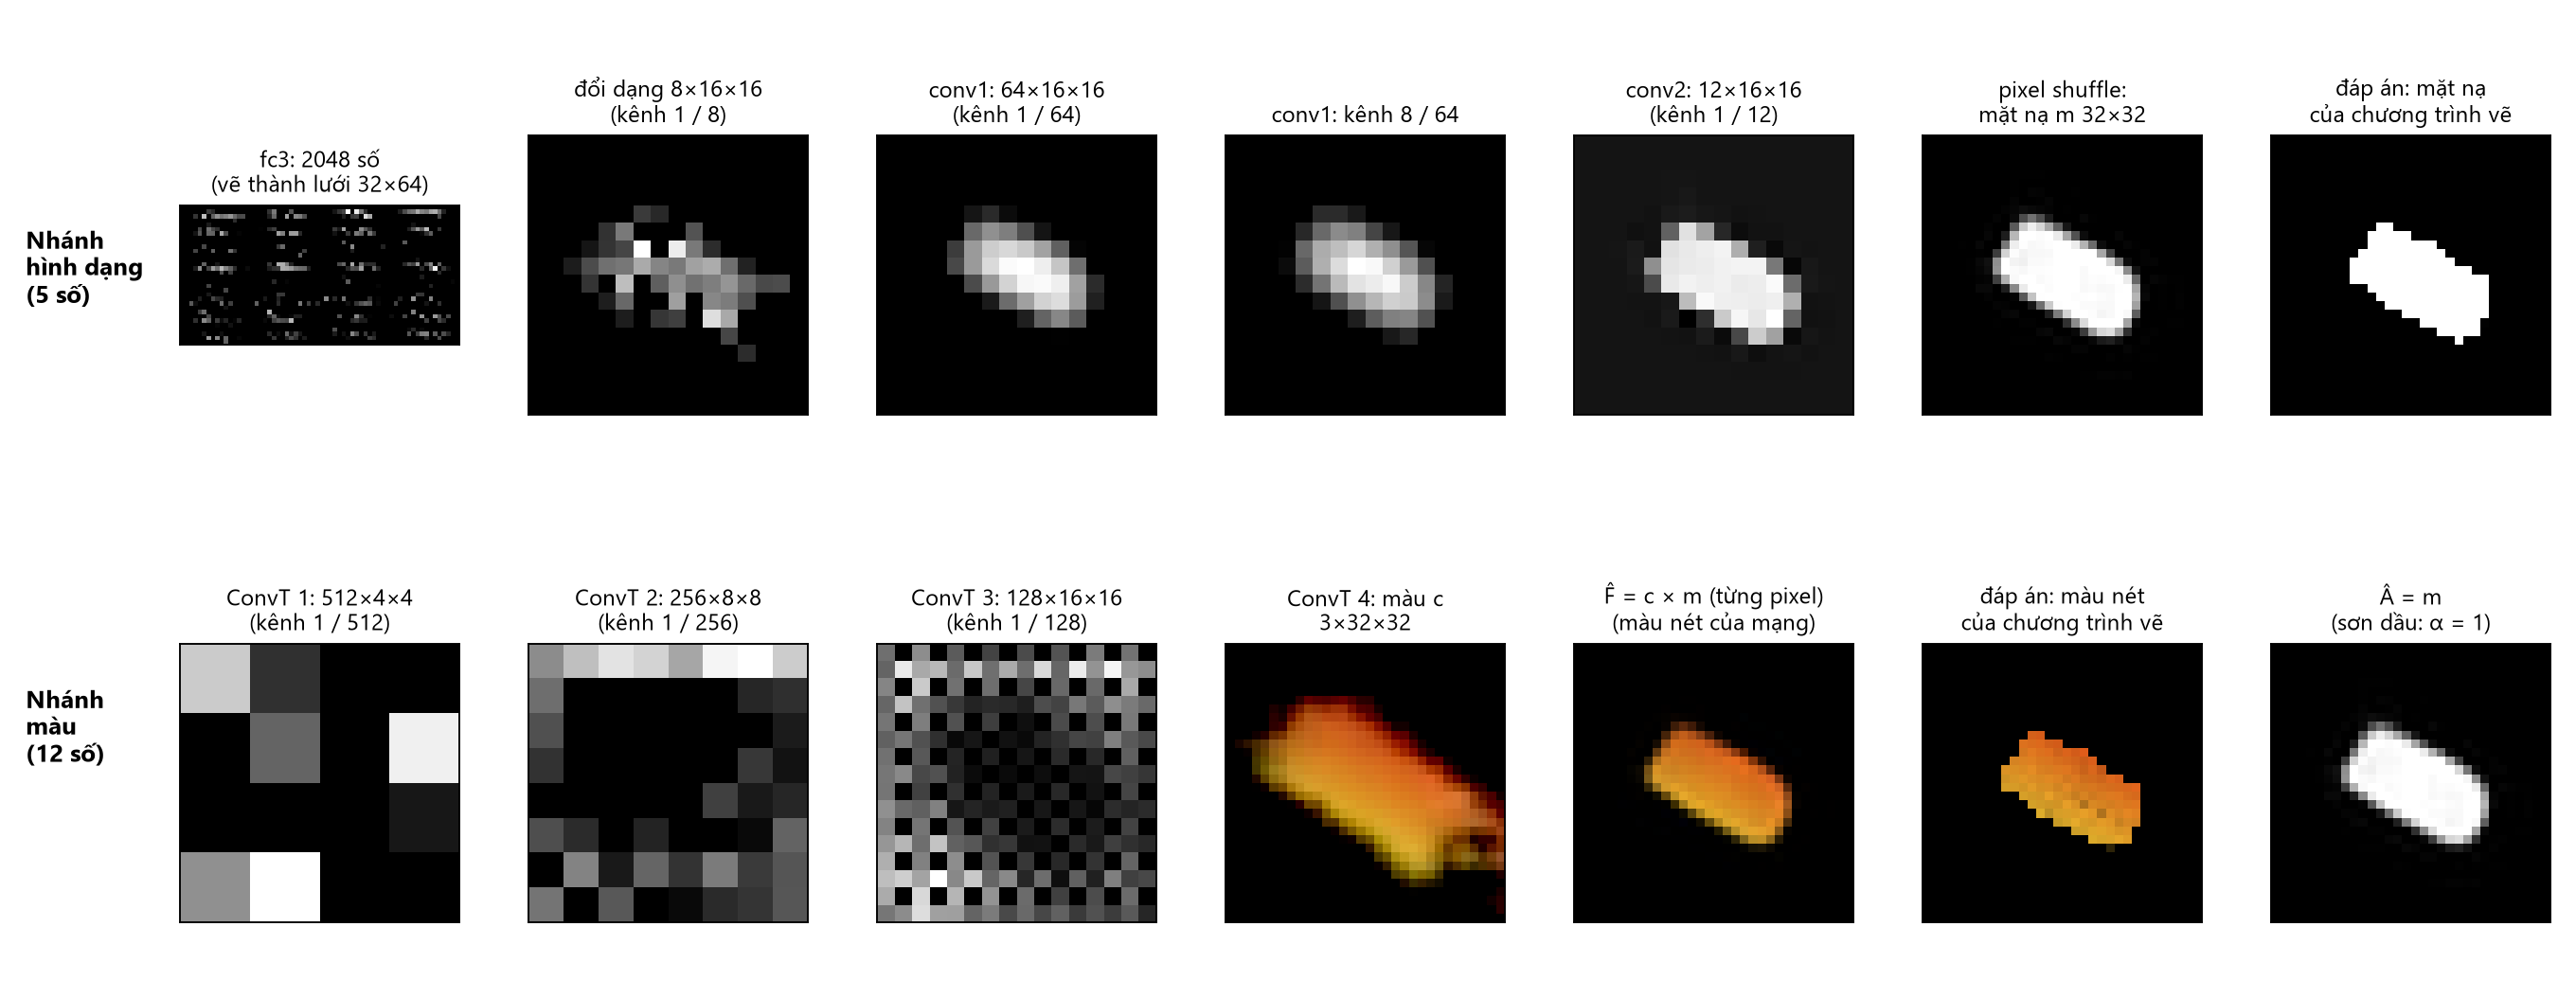 Nhánh
hình dạng
(5 số)
fc3: 2048 số
(vẽ thành lưới 32×64)
đổi dạng 8×16×16
(kênh 1 / 8)
conv1: 64×16×16
(kênh 1 / 64)
conv1: kênh 8 / 64
conv2: 12×16×16
(kênh 1 / 12)
pixel shuffle:
mặt nạ m 32×32
đáp án: mặt nạ
của chương trình vẽ
Nhánh
màu
(12 số)
ConvT 1: 512×4×4
(kênh 1 / 512)
ConvT 2: 256×8×8
(kênh 1 / 256)
ConvT 3: 128×16×16
(kênh 1 / 128)
ConvT 4: màu c
3×32×32
F̂ = c × m (từng pixel)
(màu nét của mạng)
đáp án: màu nét
của chương trình vẽ
Â = m
(sơn dầu: α = 1)